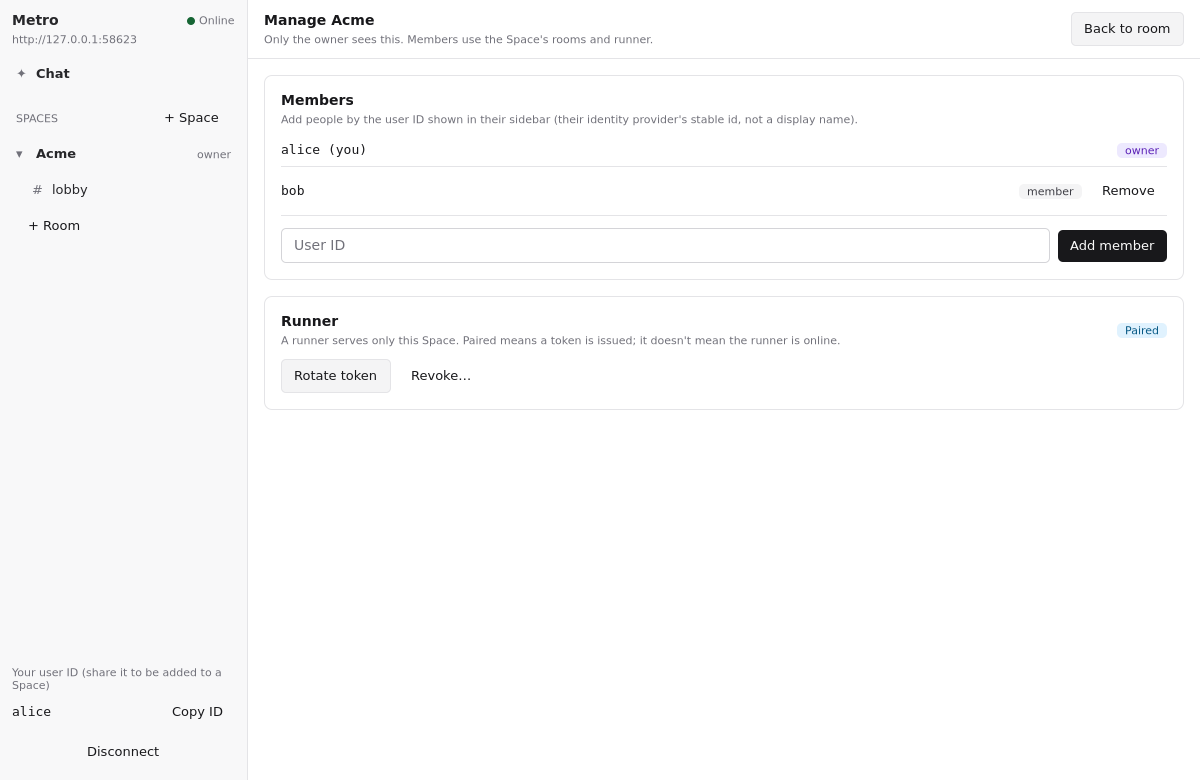 Metro
Online
http://127.0.0.1:58623
✦ Chat
SPACES
+ Space
▾ Acme
owner
# lobby
+ Room
Your user ID (share it to be added to a
Space)
alice
Copy ID
Disconnect
Manage Acme
Only the owner sees this. Members use the Space's rooms and runner.
Back to room
Members
Add people by the user ID shown in their sidebar (their identity provider's stable id, not a display name).
alice (you)
owner
bob
member
Remove
User ID
Add member
Runner
A runner serves only this Space. Paired means a token is issued; it doesn't mean the runner is online.
Paired
Rotate token
Revoke…